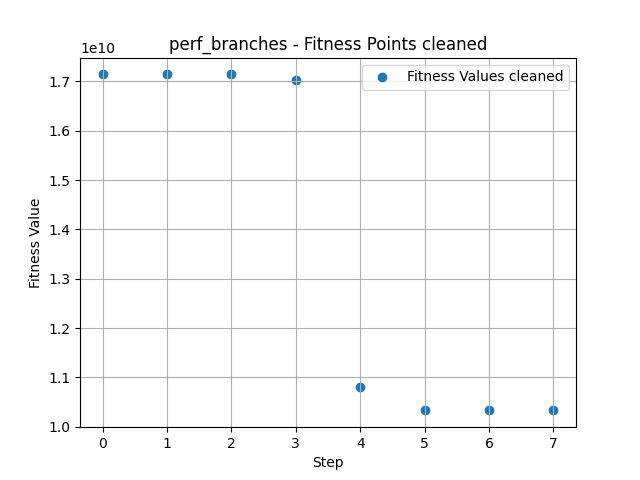 perf_branches - Fitness Points cleaned
1e10
Fitness Values cleaned
1.7
1.6
1.5
1.4
1.3
1.2
1.1
1.0
Fitness Value
0 1 2 3 4 5 6 7
Step